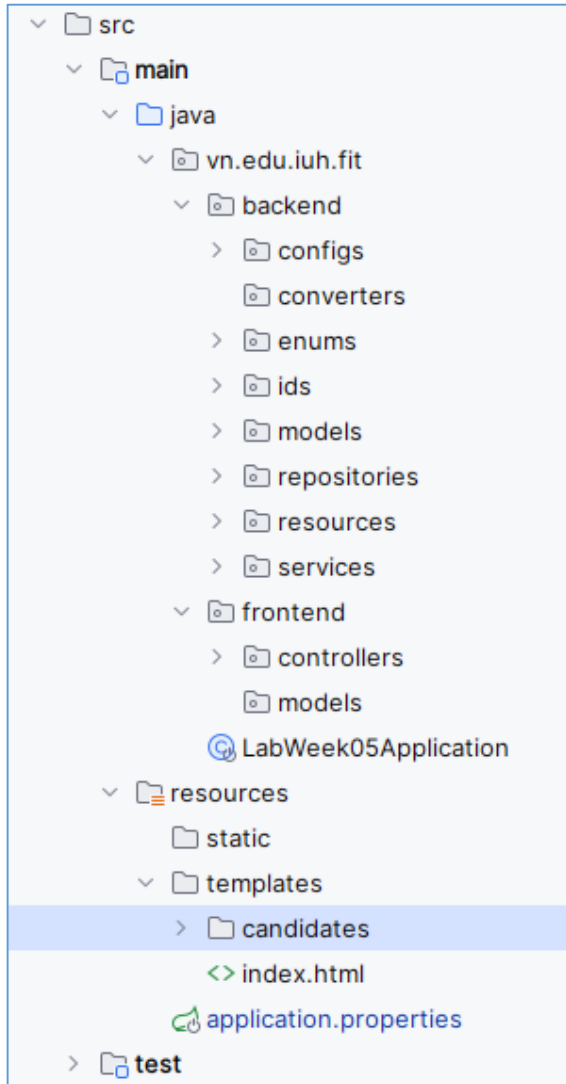 src
main
java
vn.edu.iuh.fit
backend
configs
converters
enums
ids
models
repositories
resources
services
frontend
controllers
models
LabWeek05Application
resources
static
templates
candidates
index.html
application.properties
test